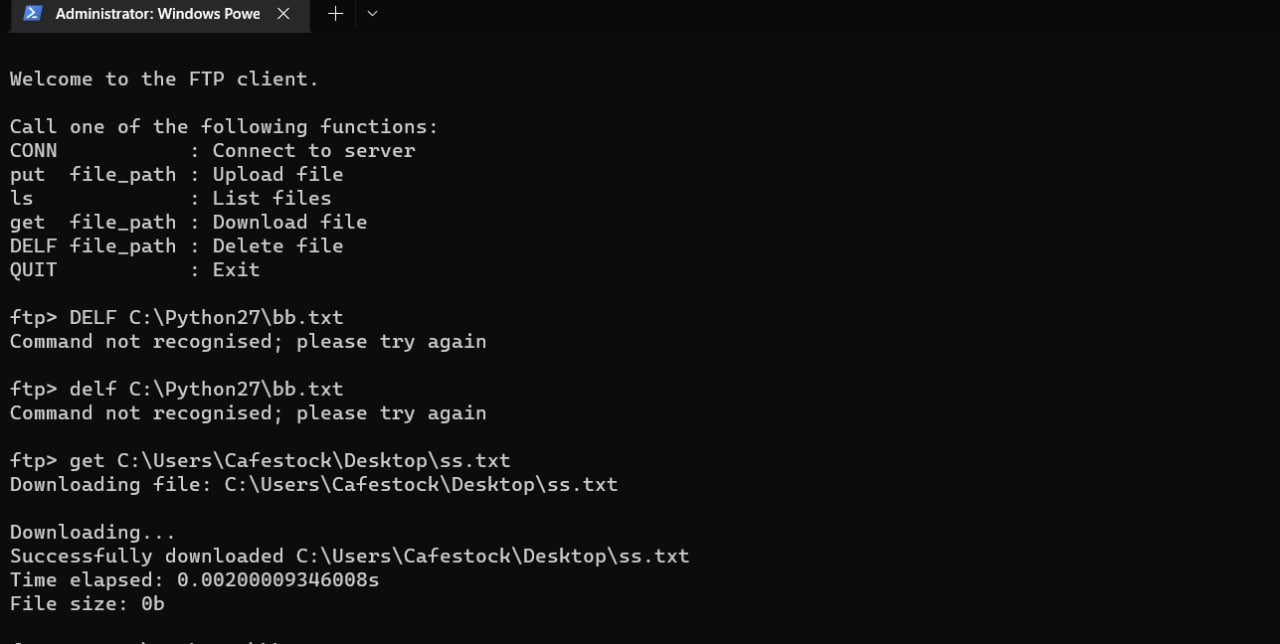 Administrator: Windows Powe
Welcome to the FTP client.
Call one of the following functions:
CONN           : Connect to server
put  file_path : Upload file
ls             : List files
get  file_path : Download file
DELF file_path : Delete file
QUIT           : Exit
ftp> DELF C:\Python27\bb.txt
Command not recognised; please try again
ftp> delf C:\Python27\bb.txt
Command not recognised; please try again
ftp> get C:\Users\Cafestock\Desktop\ss.txt
Downloading file: C:\Users\Cafestock\Desktop\ss.txt
Downloading...
Successfully downloaded C:\Users\Cafestock\Desktop\ss.txt
Time elapsed: 0.00200009346008s
File size: 0b